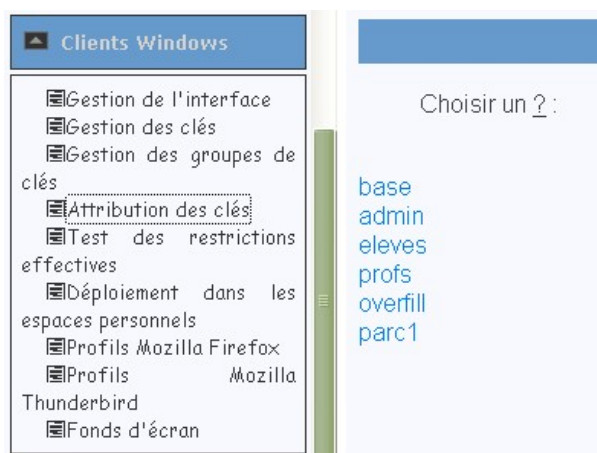 Clients Windows
Gestion de l'interface
Gestion des clés
Gestion des groupes de
clés
Attribution des clés
Test des restrictions
effectives
Déploiement dans les
espaces personnels
Profils Mozilla Firefox
Profils Mozilla
Thunderbird
Fonds d'écran
Choisir un ? :
base
admin
eleves
profs
overfill
parc1